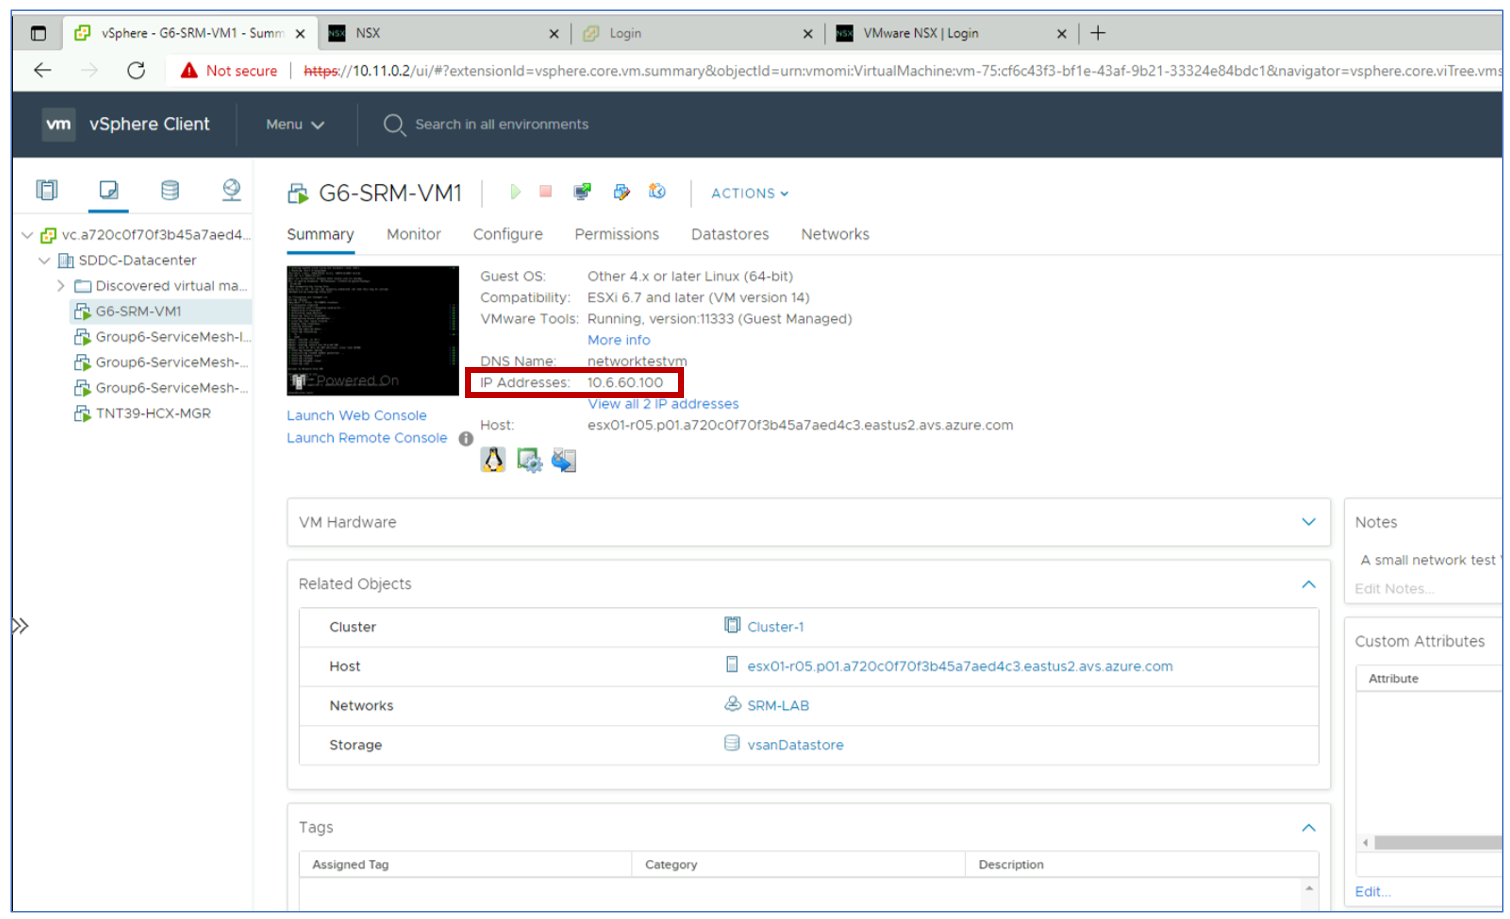 vSphere - G6-SRM-VM1 - Summ
NSX NSX
Login
NSX VMware NSX | Login
Not secure
https://10.11.0.2/ui/#?extensionId=vsphere.core.vm.summary&objectId=urn:vmomi:VirtualMachine:vm-75:cf6c43f3-bf1e-43af-9b21-33324e84bdc1&navigator=vsphere.core.viTree.vms
vm vSphere Client
Menu
Search in all environments
vc.a720c0f70f3b45a7aed4...
SDDC-Datacenter
Discovered virtual ma...
G6-SRM-VM1
Group6-ServiceMesh-I...
Group6-ServiceMesh-...
Group6-ServiceMesh-...
TNT39-HCX-MGR
G6-SRM-VM1
ACTIONS
Summary Monitor Configure Permissions Datastores Networks
Powered On
Launch Web Console
Launch Remote Console
Guest OS: Other 4.x or later Linux (64-bit)
Compatibility: ESXi 6.7 and later (VM version 14)
VMware Tools: Running, version:11333 (Guest Managed)
More info
DNS Name: networktestvm
IP Addresses: 10.6.60.100
View all 2 IP addresses
Host: esx01-r05.p01.a720c0f70f3b45a7aed4c3.eastus2.avs.azure.com
VM Hardware
Related Objects
Cluster Cluster-1
Host esx01-r05.p01.a720c0f70f3b45a7aed4c3.eastus2.avs.azure.com
Networks SRM-LAB
Storage vsanDatastore
Tags
Assigned Tag Category Description
Notes
A small network test
Edit Notes...
Custom Attributes
Attribute
Edit...